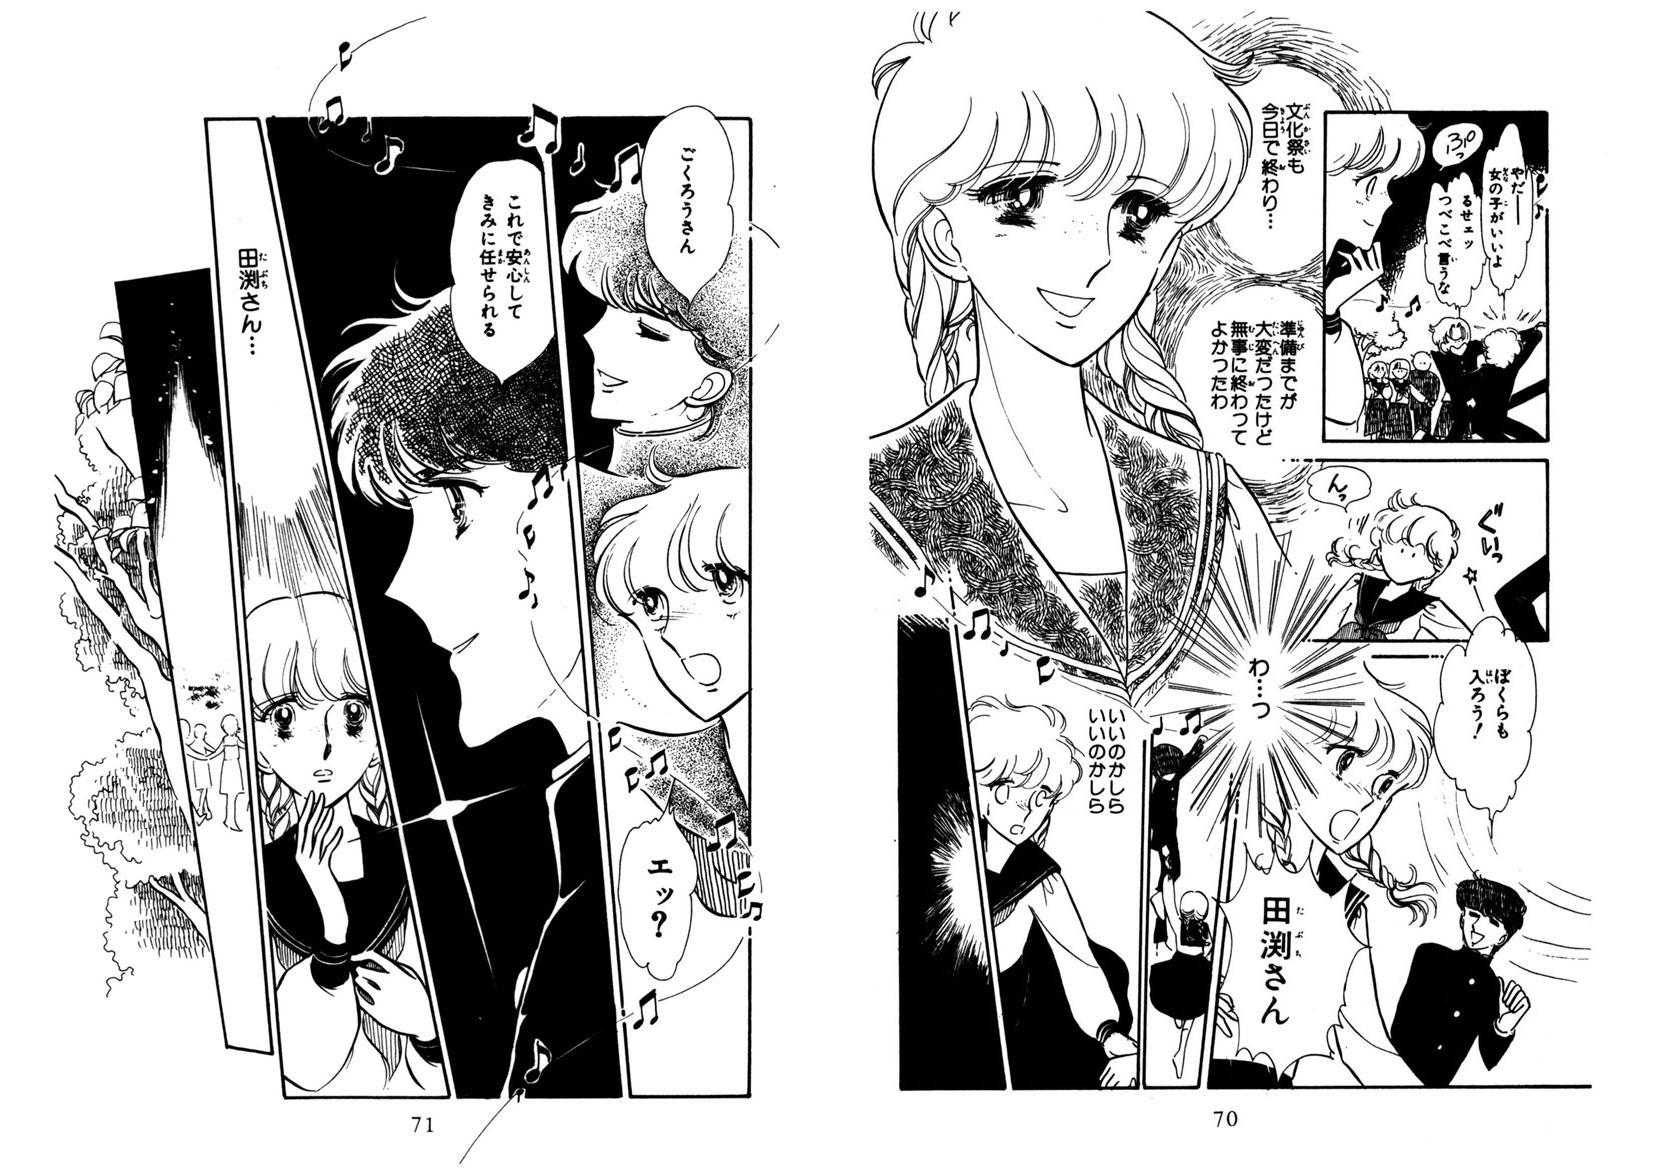 やだ――
女の子がいいよ
ぷっ
るせェッ
つべこべ言うな
文化祭も
今日で終わり…
準備までが
大変だったけど
無事に終わって
よかったわ
んっ
ぐいっ
ぼくらも
入ろう!
わ…っ
田渕さん
いいのかしら
いいのかしら
70
ごくろうさん
これで安心して
きみに任せられる
エッ?
田渕さん…
71